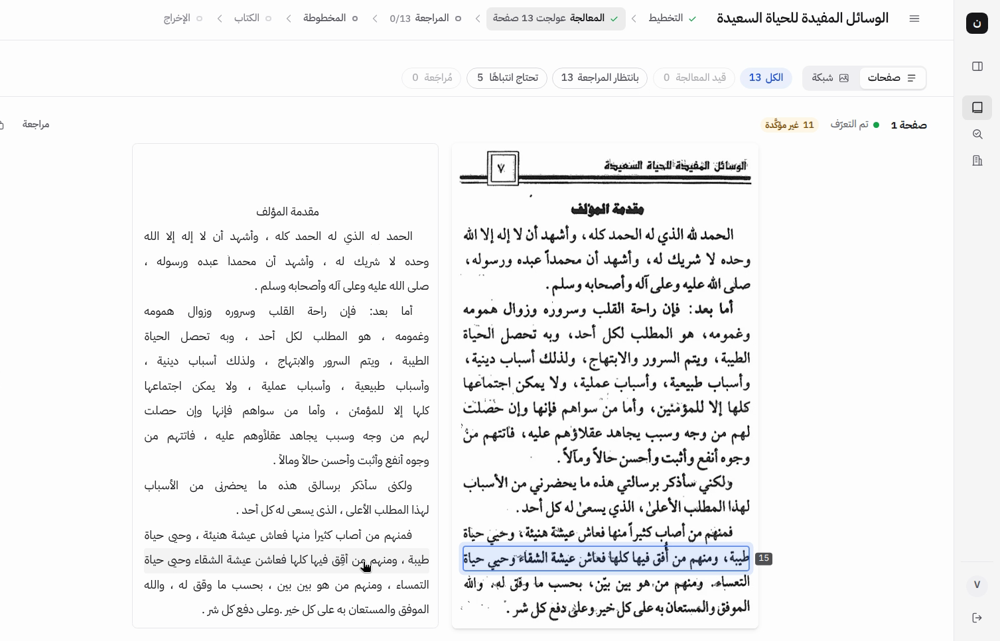 الوسائل المفيدة للحياة السعيدة
التخطيط
المعالجة عولجت 13 صفحة
المراجعة 0/13
المخطوطة
الكتاب
الإخراج
ن
صفحات
شبكة
الكل 13
قيد المعالجة 0
بانتظار المراجعة 13
تحتاج انتباهًا 5
مُراجَعة 0
صفحة 1
تم التعرّف
11 غير مؤكَّدة
مراجعة
الوسائل المفيدة للحياة السعيدة
٧
مقدمة المؤلف
الحمد لله الذي له الحمد كله، وأشهد أن لا إله إلا الله
وحده لا شريك له، وأشهد أن محمداً عبده ورسوله،
صلى الله عليه وعلى آله وأصحابه وسلم.
أما بعد: فإن راحة القلب وسروره وزوال همومه
وغمومه، هو المطلب لكل أحد، وبه تحصل الحياة
الطيبة، ويتم السرور والابتهاج، ولذلك أسباب دينية،
وأسباب طبيعية، وأسباب عملية، ولا يمكن اجتماعها
كلها إلا للمؤمنين، وأما من سواهم فإنها وإن حصلت
لهم من وجه وسبب يجاهد عقلاؤهم عليه، فاتتهم من
وجوه أنفع وأثبت وأحسن حالاً ومآلاً.
ولكني سأذكر برسالتي هذه ما يحضرني من الأسباب
لهذا المطلب الأعلىٰ، الذي يسعىٰ له كل أحد.
فمنهم من أصاب كثيراً منها فعاش عيشة هنيئة، وحيي حياة
طيبة، ومنهم من أُفق فيها كلها فعاش عيشة الشقاء وحيي حياة
15
التعساء. ومنهم من هو بين بيّن، بحسب ما وفق له، والله
الموفق والمستعان به على كل خير وعلى دفع كل شر.
مقدمة المؤلف
الحمد له الذي له الحمد كله ، وأشهد أن لا إله إلا الله
وحده لا شريك له ، وأشهد أن محمداً عبده ورسوله ،
صلى الله عليه وعلى آله وأصحابه وسلم .
أما بعد: فإن راحة القلب وسروره وزوال همومه
وغمومه ، هو المطلب لكل أحد ، وبه تحصل الحياة
الطيبة ، ويتم السرور والابتهاج ، ولذلك أسباب دينية ،
وأسباب طبيعية ، وأسباب عملية ، ولا يمكن اجتماعها
كلها إلا للمؤمئن ، وأما من سواهم فإنها وإن حصلت
لهم من وجه وسبب يجاهد عقلاًوهم عليه ، فاتتهم من
وجوه أنفع وأثبت وأحسن حالاً ومالاً .
ولكنى سأذكر برسالتى هذه ما يحضرنى من الأسباب
لهذا المطلب الأعلى ، الذى يسعى له كل أحد .
فمنهم من أصاب كثيراً منها فعاش عيشة هنيئة ، وحيي حياة
طيبة ، ومنهم من أقِق فيها كلها فعاشن عيشة الشقاء وحيى حياة
التمساء ، ومنهم من هو بين بين ، بحسب ما وقق له ، والله
الموفق والمستعان به على كل خير .وعلى دفع كل شر .
V